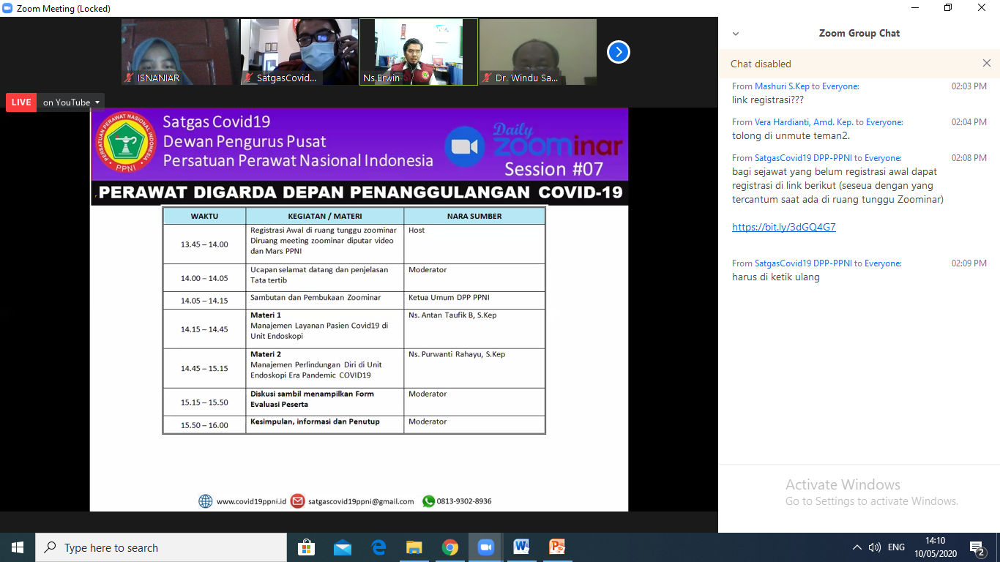 Zoom Meeting (Locked)
ISNANIAR
SatgasCovid...
Ns.Erwin
Dr. Windu Sa...
LIVE
on YouTube
PERSATUAN PERAWAT NASIONAL INDONESIA
PPNI
Satgas Covid19
Dewan Pengurus Pusat
Persatuan Perawat Nasional Indonesia
Daily
zoominar
Session #07
PERAWAT DIGARDA DEPAN PENANGGULANGAN COVID-19
WAKTU KEGIATAN / MATERI NARA SUMBER
13.45 – 14.00
Registrasi Awal di ruang tunggu zoominar
Diruang meeting zoominar diputar video
dan Mars PPNI
Host
14.00 – 14.05
Ucapan selamat datang dan penjelasan
Tata tertib
Moderator
14.05 – 14.15
Sambutan dan Pembukaan Zoominar
Ketua Umum DPP PPNI
14.15 – 14.45
Materi 1
Manajemen Layanan Pasien Covid19 di
Unit Endoskopi
Ns. Antan Taufik B, S.Kep
14.45 – 15.15
Materi 2
Manajemen Perlindungan Diri di Unit
Endoskopi Era Pandemic COVID19
Ns. Purwanti Rahayu, S.Kep
15.15 – 15.50
Diskusi sambil menampilkan Form
Evaluasi Peserta
Moderator
15.50 – 16.00
Kesimpulan, informasi dan Penutup
Moderator
www.covid19ppni.id
satgascovid19ppni@gmail.com
0813-9302-8936
Zoom Group Chat
Chat disabled
From Mashuri S.Kep to Everyone: 02:03 PM
link registrasi???
From Vera Hardianti, Amd. Kep. to Everyone: 02:04 PM
tolong di unmute teman2.
From SatgasCovid19 DPP-PPNI to Everyone: 02:08 PM
bagi sejawat yang belum registrasi awal dapat
registrasi di link berikut (seseua dengan yang
tercantum saat ada di ruang tunggu Zoominar)
https://bit.ly/3dGQ4G7
From SatgasCovid19 DPP-PPNI to Everyone: 02:09 PM
harus di ketik ulang
Activate Windows
Go to Settings to activate Windows.
Type here to search
ENG
14:10
10/05/2020
2